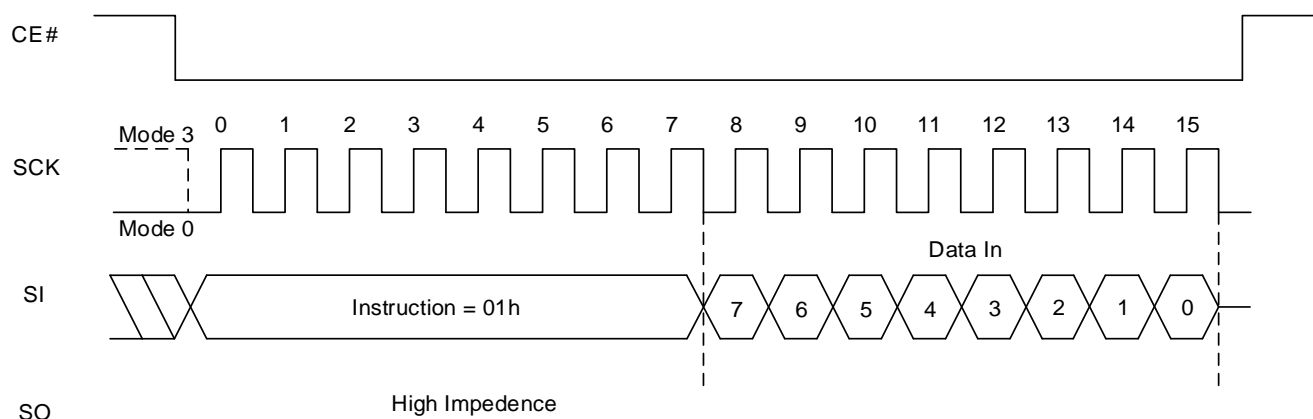 CE#
Mode 3 0 1 2 3 4 5 6 7 8 9 10 11 12 13 14 15
SCK
Mode 0
Data In
SI Instruction = 01h 7 6 5 4 3 2 1 0
High Impedence
SO